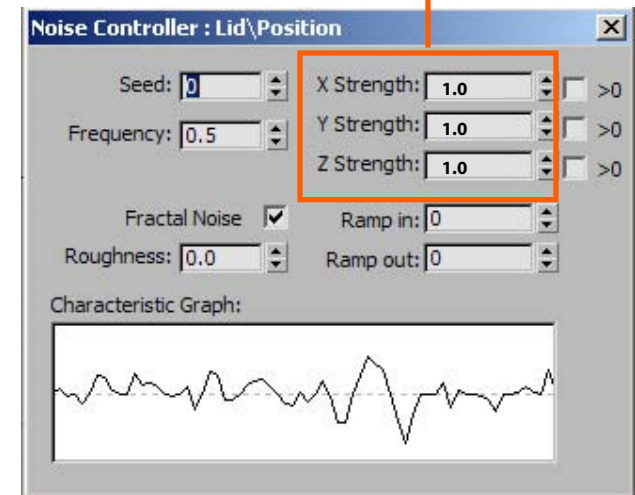 Noise Controller : Lid\Position
Seed: 0 X Strength: 1.0 >0
Frequency: 0.5 Y Strength: 1.0 >0
Z Strength: 1.0 >0
Fractal Noise Ramp in: 0
Roughness: 0.0 Ramp out: 0
Characteristic Graph: